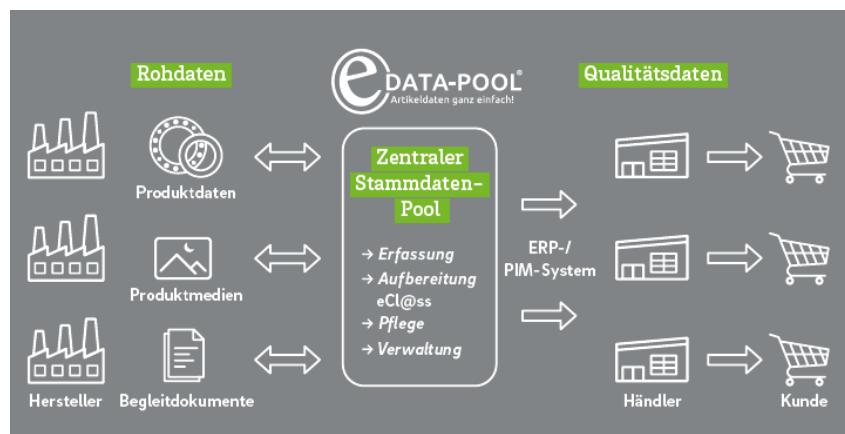 Rohdaten
e DATA-POOL®
Artikeldaten ganz einfach!
Qualitätsdaten
Zentraler
Stammdaten-
Pool
→ Erfassung
→ Aufbereitung
eCl@ss
→ Pflege
→ Verwaltung
Produktdaten
Produktmedien
Hersteller
Begleitdokumente
ERP-/
PIM-System
Händler
Kunde